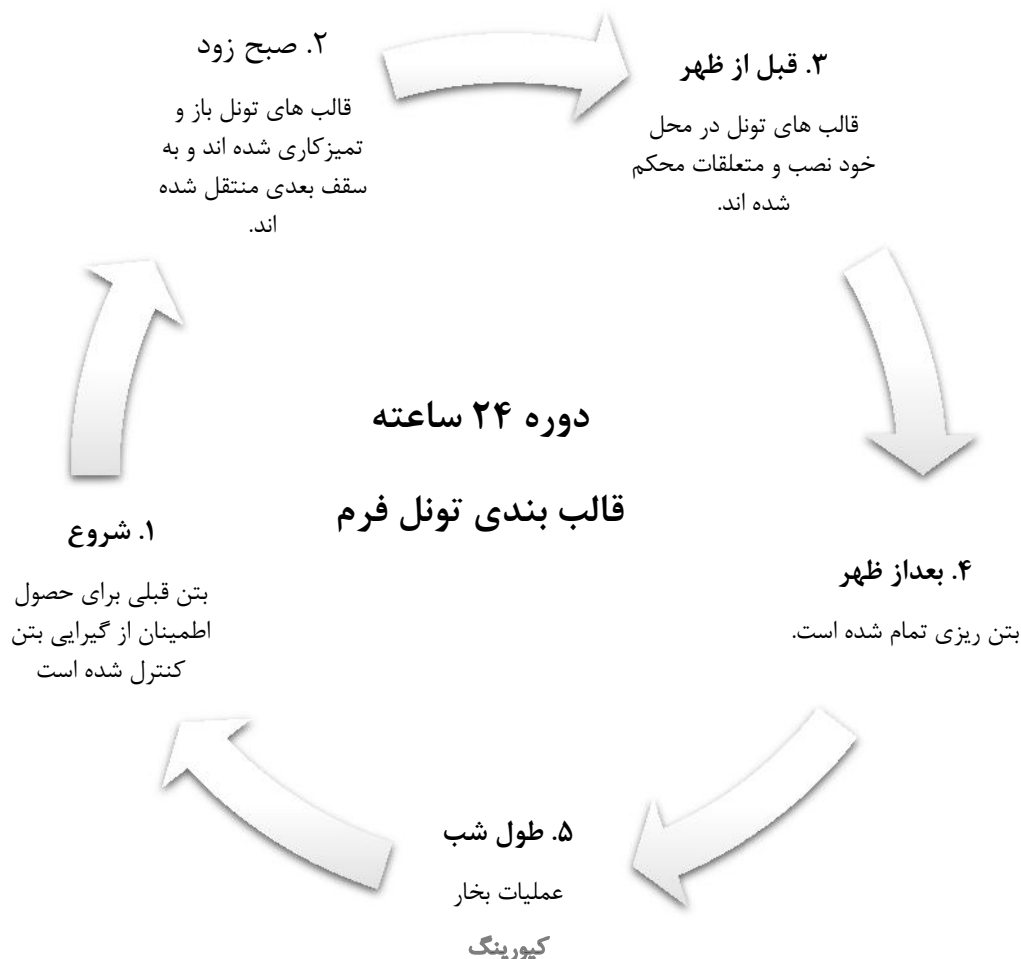 دوره ۲۴ ساعته
قالب بندی تونل فرم
۱. شروع
بتن قبلی برای حصول
اطمینان از گیرایی بتن
کنترل شده است
۲. صبح زود
قالب های تونل باز و
تمیزکاری شده اند و به
سقف بعدی منتقل شده
اند.
۳. قبل از ظهر
قالب های تونل در محل
خود نصب و متعلقات محکم
شده اند.
۴. بعداز ظهر
بتن ریزی تمام شده است.
۵. طول شب
عملیات بخار
کیورینگ